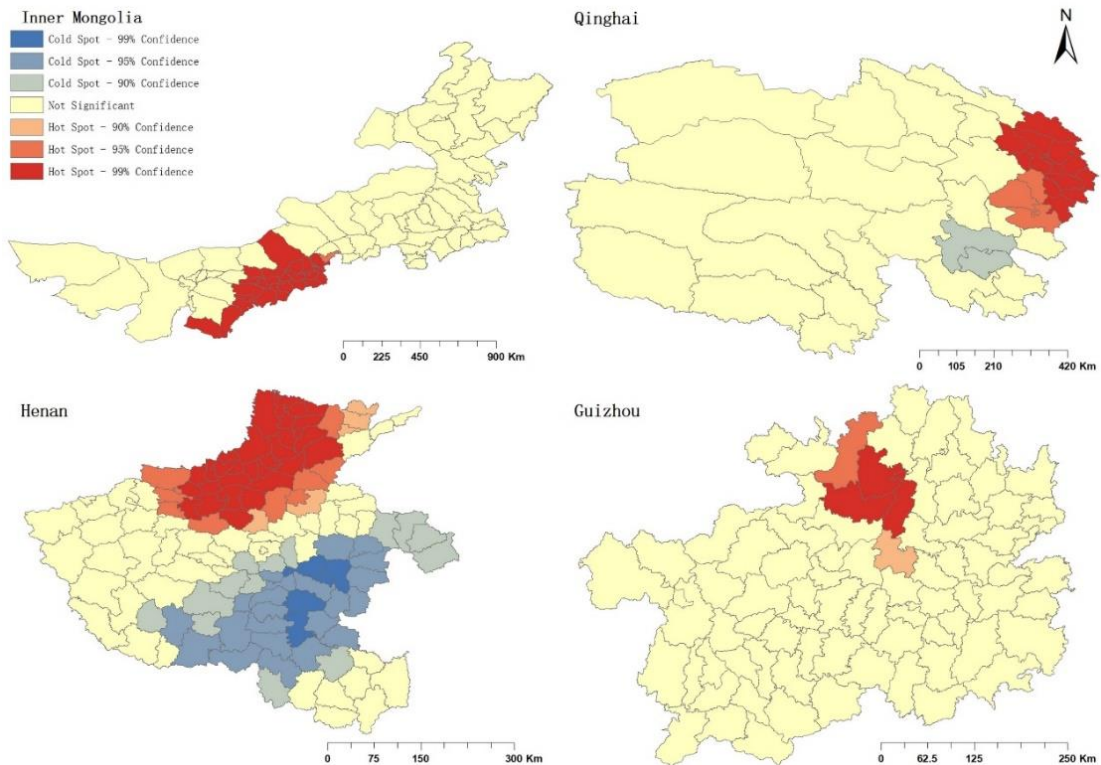 Inner Mongolia
Cold Spot - 99% Confidence
Cold Spot - 95% Confidence
Cold Spot - 90% Confidence
Not Significant
Hot Spot - 90% Confidence
Hot Spot - 95% Confidence
Hot Spot - 99% Confidence
0 225 450 900 Km
Qinghai
N
0 105 210 420 Km
Henan
0 75 150 300 Km
Guizhou
0 62.5 125 250 Km